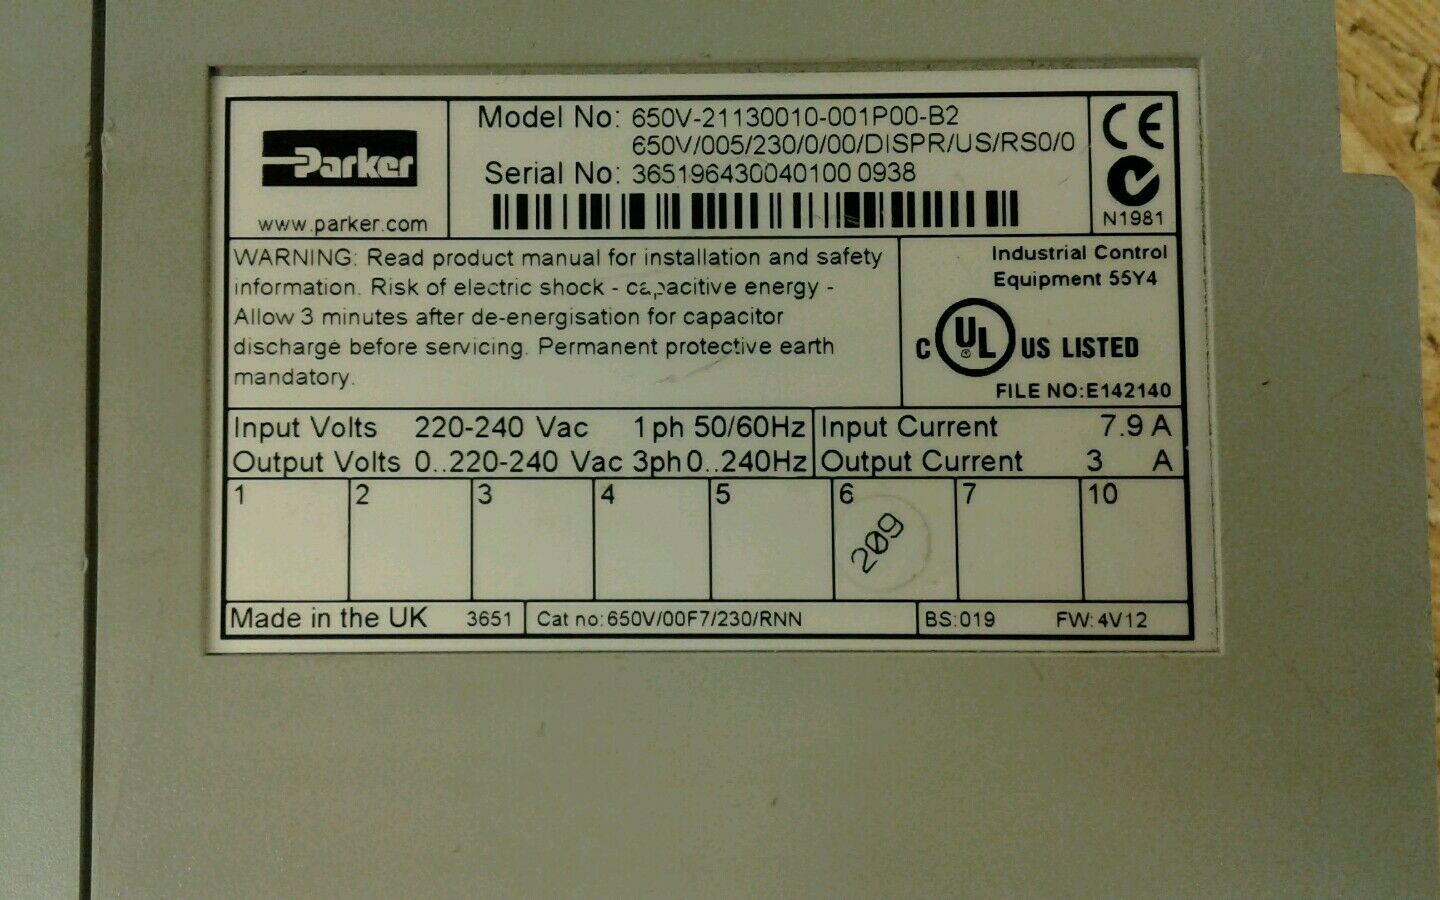 Parker
www.parker.com
Model No: 650V-21130010-001P00-B2
650V/005/230/0/00/DISPR/US/RS0/0
Serial No: 36519643004010​0 0938
CE
N1981
WARNING: Read product manual for installation and safety
information. Risk of electric shock - capacitive energy -
Allow 3 minutes after de-energisation for capacitor
discharge before servicing. Permanent protective earth
mandatory.
Industrial Control
Equipment 55Y4
C UL ® US LISTED
FILE NO:E142140
Input Volts 220-240 Vac 1ph 50/60Hz
Output Volts 0..220-240 Vac 3ph 0..240Hz
Input Current 7.9 A
Output Current 3 A
1 2 3 4 5 6 7 10
209
Made in the UK 3651 Cat no:650V/00F7/230/RNN BS:019 FW:4V12